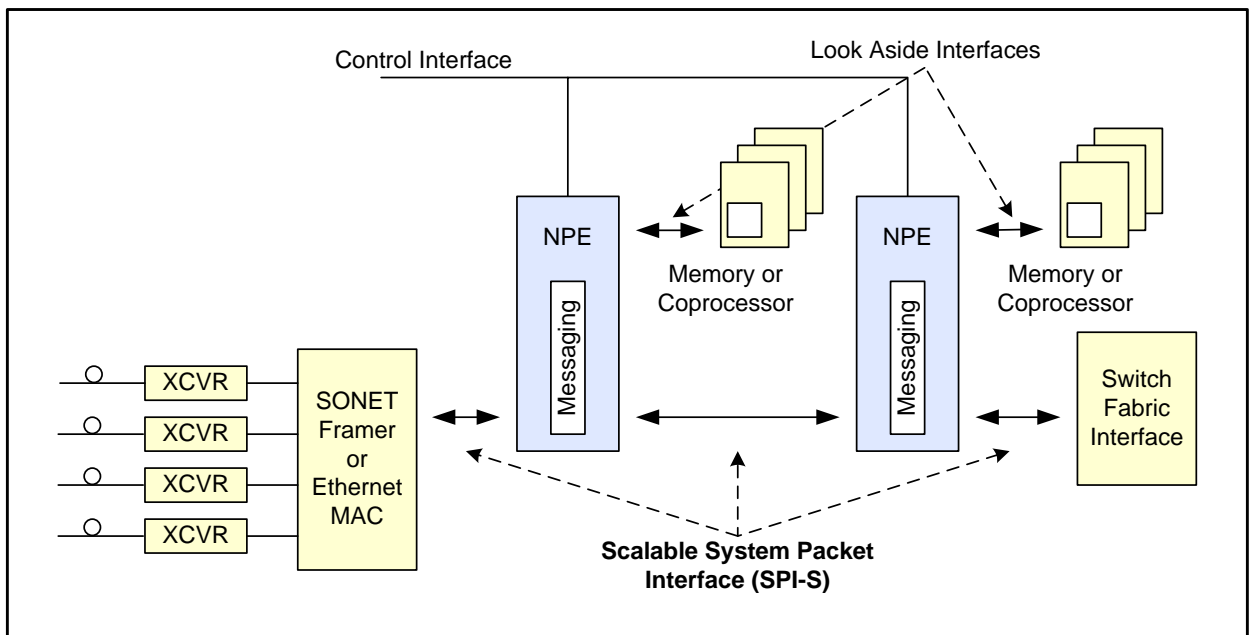 Control Interface
Look Aside Interfaces
NPE
Messaging
Memory or
Coprocessor
NPE
Messaging
Memory or
Coprocessor
XCVR
XCVR
XCVR
XCVR
SONET
Framer
or
Ethernet
MAC
Switch
Fabric
Interface
Scalable System Packet
Interface (SPI-S)